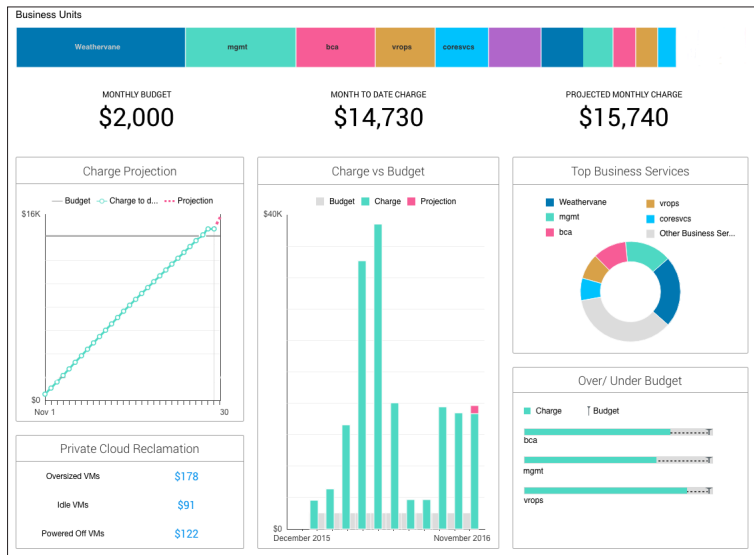 Business Units
Weathervane mgmt bca vrops coresvcs
MONTHLY BUDGET MONTH TO DATE CHARGE PROJECTED MONTHLY CHARGE
$2,000 $14,730 $15,740
Charge Projection
Budget Charge to d... Projection
$16K
$0
Nov 1 30
Private Cloud Reclamation
Oversized VMs $178
Idle VMs $91
Powered Off VMs $122
Charge vs Budget
Budget Charge Projection
$40K
$0
December 2015 November 2016
Top Business Services
Weathervane vrops
mgmt coresvcs
bca Other Business Ser...
Over/ Under Budget
Charge Budget
bca
mgmt
vrops